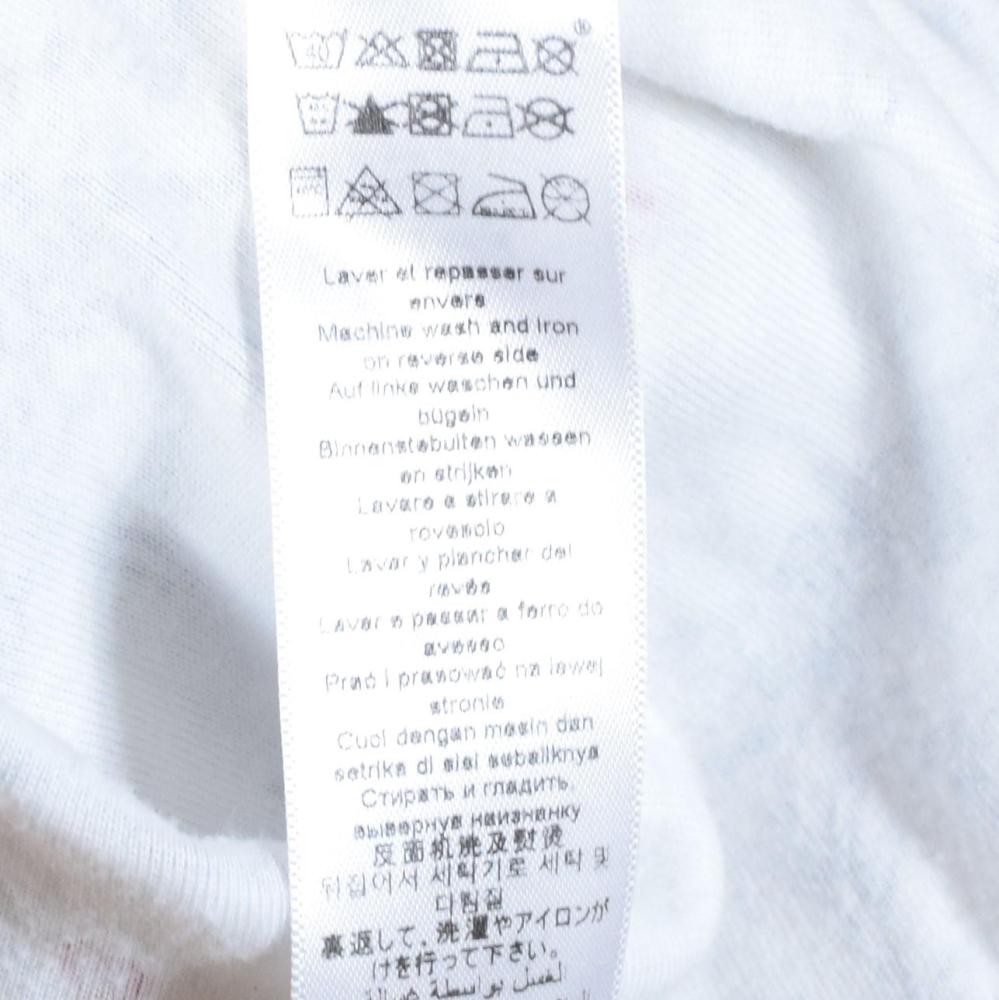 ®
Laver et repasser sur
envers
Machine wash and iron
on reverse side
Auf links waschen und
bügeln
Binnenstebuiten wassen
en strijken
Lavare e stirare a
rovescio
Lavar y planchar del
revés
Lavar e passar a ferro do
avesso
Prać i prasować na lewej
stronie
Cuci dengan mesin dan
setrika di sisi sebaliknya
Стирать и гладить,
вывернув наизнанку
反面机洗及熨烫
뒤집어서 세탁기로 세탁 및
다림질
裏返して、洗濯やアイロンが
けを行って下さい。
الغسل بواسطة غسالة